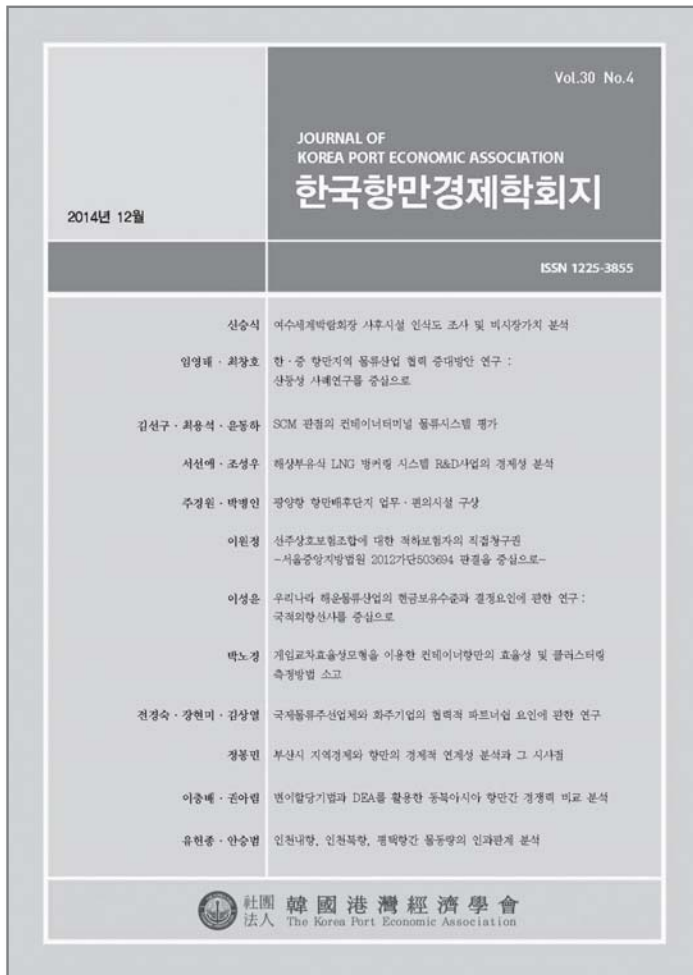 Vol.30 No.4
JOURNAL OF
KOREA PORT ECONOMIC ASSOCIATION
한국항만경제학회지
2014년 12월
ISSN 1225-3855
신승식 여수세계박람회장 사후시설 인식도 조사 및 비시장가치 분석
임영태·최창호 한·중 항만지역 물류산업 협력 증대방안 연구 :
산동성 사례연구를 중심으로
김선구·최용석·윤동하 SCM 관점의 컨테이너터미널 물류시스템 평가
서선애·조성우 해상부유식 LNG 벙커링 시스템 R&D사업의 경제성 분석
주경원·박병인 광양항 항만배후단지 업무·편의시설 구상
이원정 선주상호보험조합에 대한 적하보험자의 직접청구권
-서울중앙지방법원 2012가단503694 판결을 중심으로-
이성윤 우리나라 해운물류산업의 현금보유수준과 결정요인에 관한 연구 :
국적외항선사를 중심으로
박노경 게임교차효율성모형을 이용한 컨테이너항만의 효율성 및 클러스터링
측정방법 소고
전경숙·장현미·김상열 국제물류주선업체와 화주기업의 협력적 파트너쉽 요인에 관한 연구
정봉민 부산시 지역경제와 항만의 경제적 연계성 분석과 그 시사점
이충배·권아림 변이할당기법과 DEA를 활용한 동북아시아 항만간 경쟁력 비교 분석
유헌종·안승범 인천내항, 인천북항, 평택항간 물동량의 인과관계 분석
社團 法人 韓國港灣經濟學會
The Korea Port Economic Association